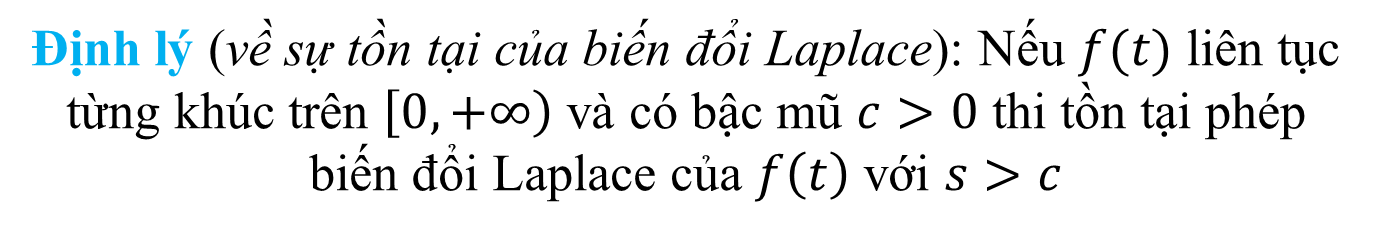 Định lý (về sự tồn tại của biến đổi Laplace): Nếu f(t) liên tục
từng khúc trên [0, +∞) và có bậc mũ c > 0 thi tồn tại phép
biến đổi Laplace của f(t) với s > c